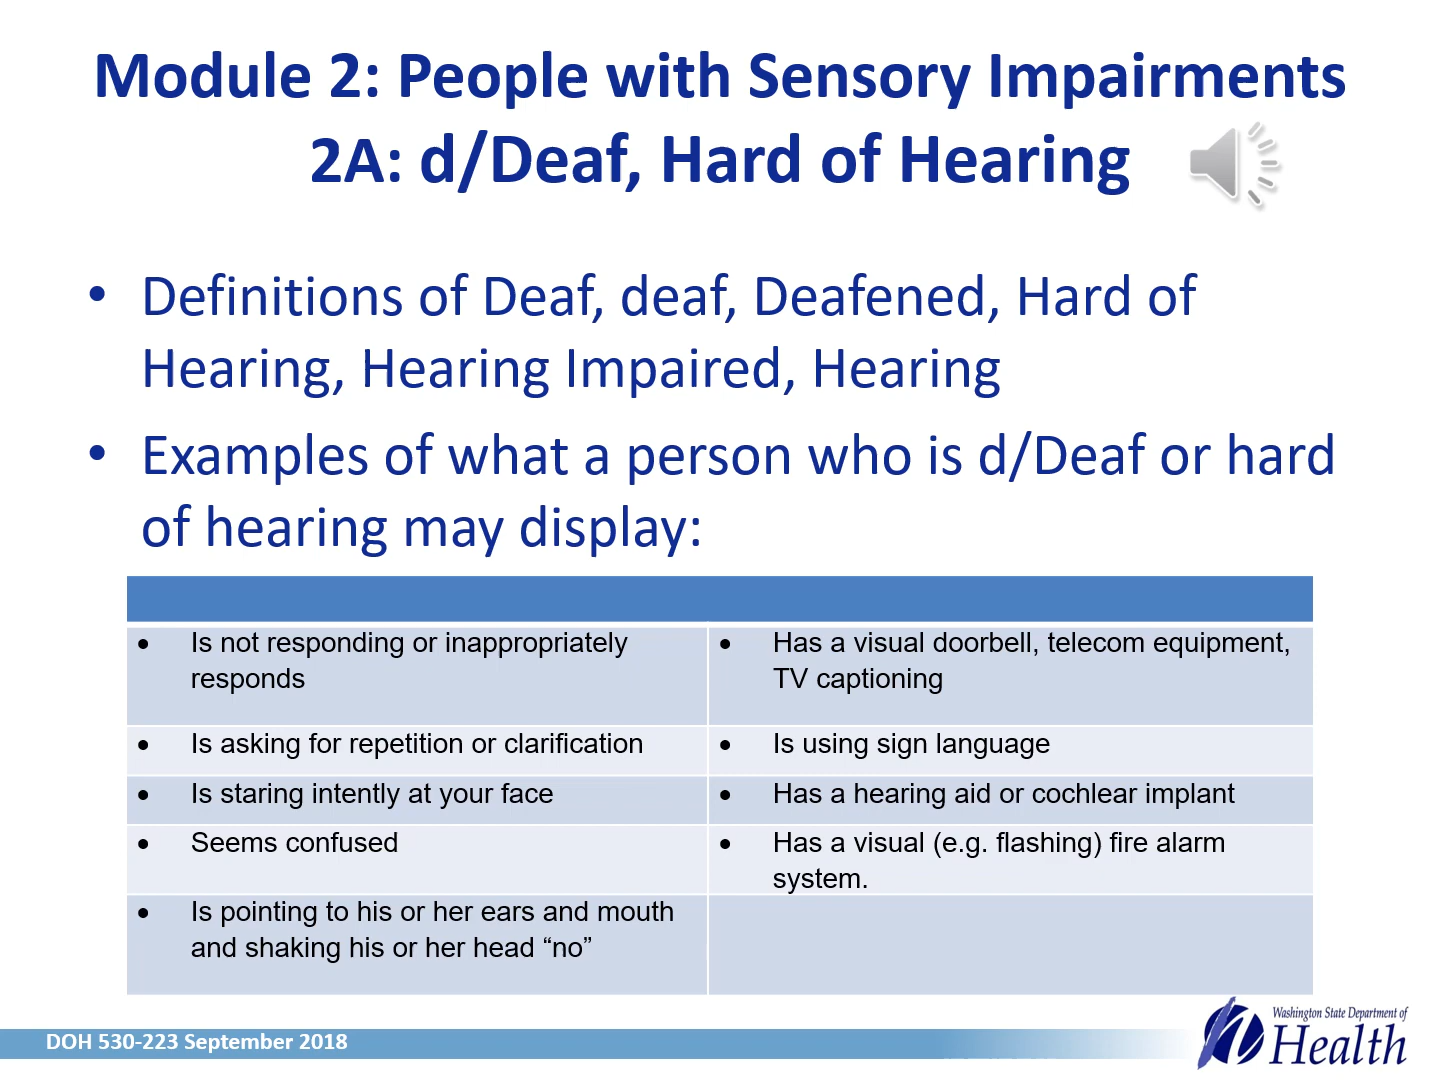 Module 2: People with Sensory Impairments
2A: d/Deaf, Hard of Hearing
• Definitions of Deaf, deaf, Deafened, Hard of
Hearing, Hearing Impaired, Hearing
• Examples of what a person who is d/Deaf or hard
of hearing may display:
• Is not responding or inappropriately
responds
• Has a visual doorbell, telecom equipment,
TV captioning
• Is asking for repetition or clarification
• Is using sign language
• Is staring intently at your face
• Has a hearing aid or cochlear implant
• Seems confused
• Has a visual (e.g. flashing) fire alarm
system.
• Is pointing to his or her ears and mouth
and shaking his or her head “no”
DOH 530-223 September 2018
Washington State Department of
Health